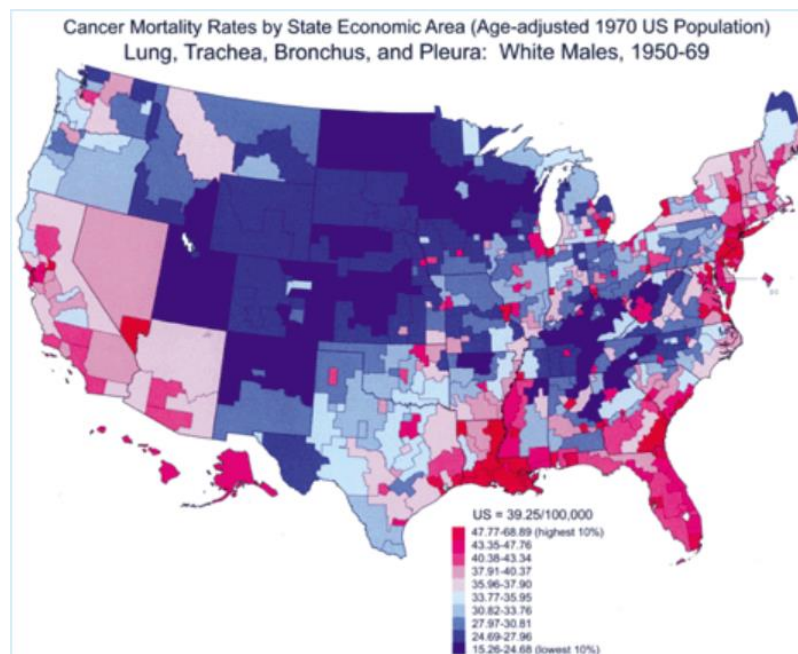 Cancer Mortality Rates by State Economic Area (Age-adjusted 1970 US Population)
Lung, Trachea, Bronchus, and Pleura: White Males, 1950-69
US = 39.25/100,000
47.77-68.89 (highest 10%)
43.35-47.76
40.38-43.34
37.91-40.37
35.96-37.90
33.77-35.95
30.82-33.76
27.97-30.81
24.69-27.96
15.26-24.68 (lowest 10%)